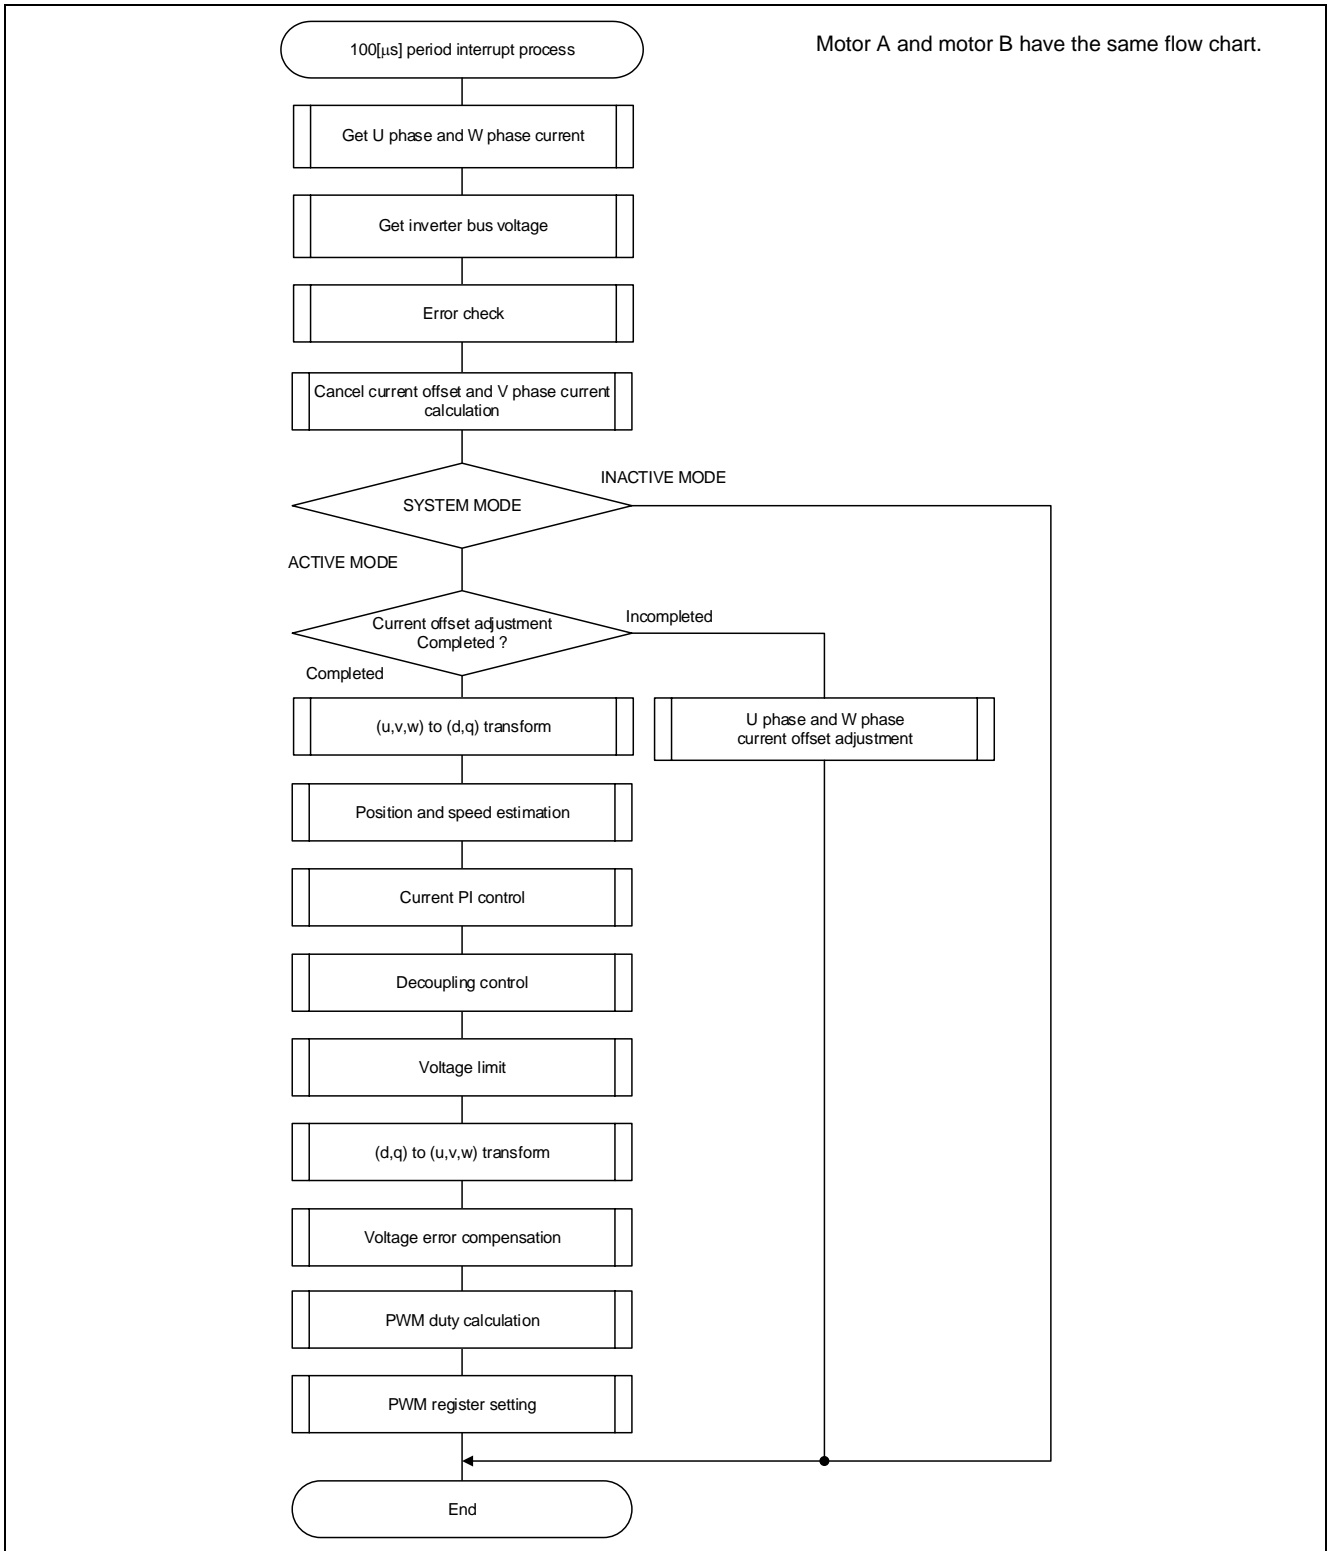 100[μs] period interrupt process
Motor A and motor B have the same flow chart.
Get U phase and W phase current
Get inverter bus voltage
Error check
Cancel current offset and V phase current
calculation
INACTIVE MODE
SYSTEM MODE
ACTIVE MODE
Current offset adjustment
Completed ?
Incompleted
Completed
(u,v,w) to (d,q) transform
U phase and W phase
current offset adjustment
Position and speed estimation
Current PI control
Decoupling control
Voltage limit
(d,q) to (u,v,w) transform
Voltage error compensation
PWM duty calculation
PWM register setting
End